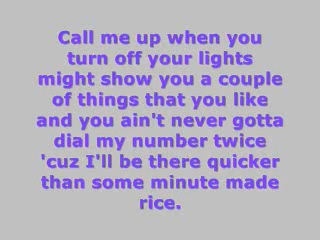 Call me up when you
turn off your lights
might show you a couple
of things that you like
and you ain't never gotta
dial my number twice
'cuz I'll be there quicker
than some minute made
rice.